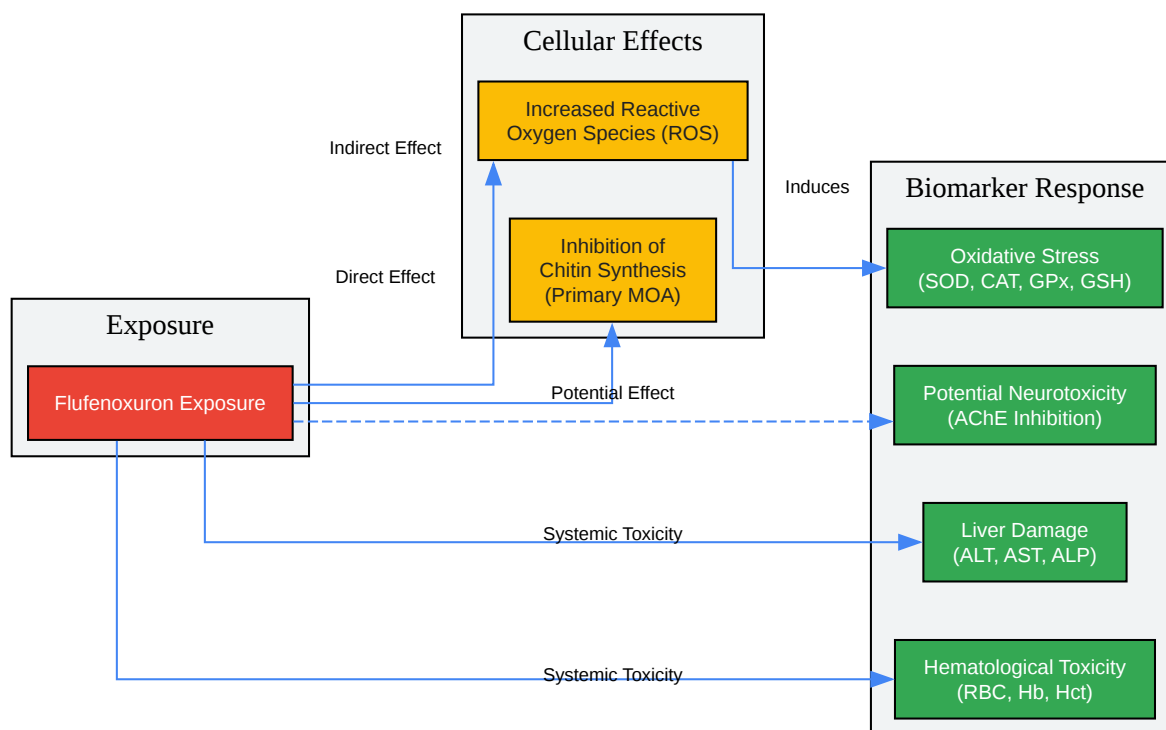 Cellular Effects
Increased Reactive
Oxygen Species (ROS)
Indirect Effect
Induces
Biomarker Response
Inhibition of
Chitin Synthesis
(Primary MOA)
Oxidative Stress
(SOD, CAT, GPx, GSH)
Direct Effect
Exposure
Flufenoxuron Exposure
Potential Effect
Potential Neurotoxicity
(AChE Inhibition)
Systemic Toxicity
Liver Damage
(ALT, AST, ALP)
Systemic Toxicity
Hematological Toxicity
(RBC, Hb, Hct)